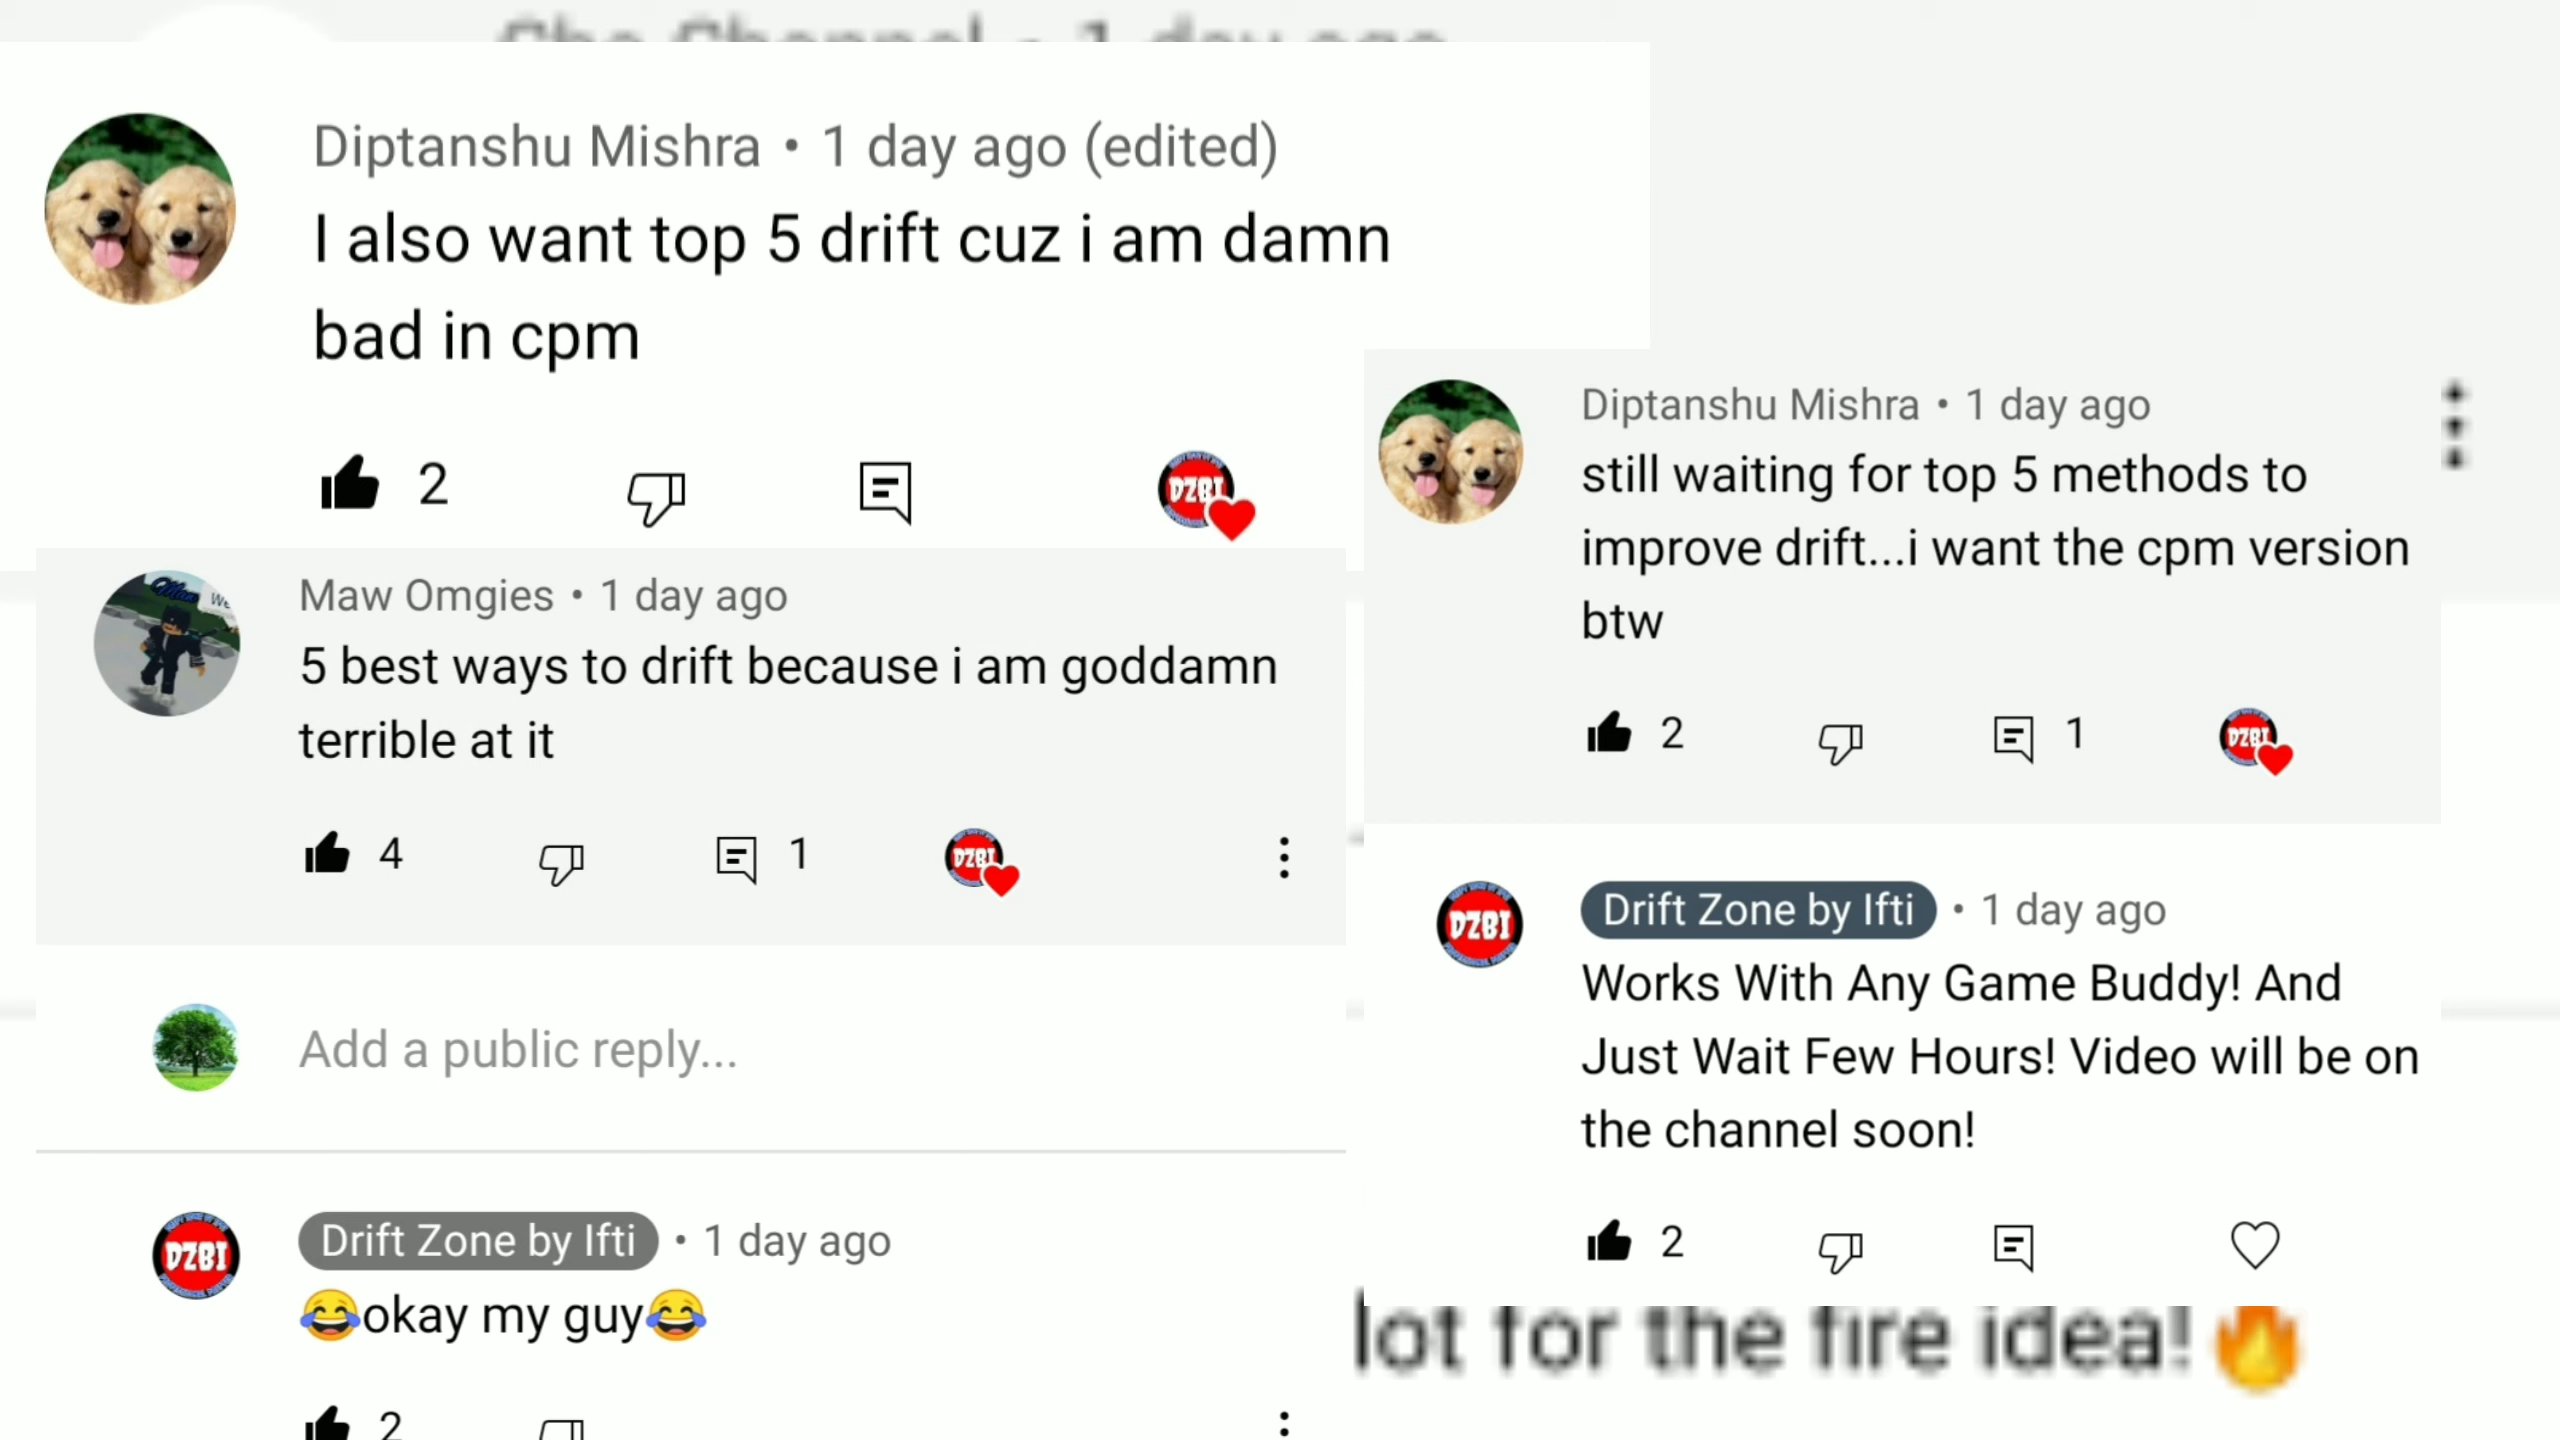 Diptanshu Mishra • 1 day ago (edited)
I also want top 5 drift cuz i am damn
bad in cpm
2
DZBI
Maw Omgies • 1 day ago
5 best ways to drift because i am goddamn
terrible at it
4
1
DZBI
Add a public reply...
DZBI
Drift Zone by Ifti • 1 day ago
😂okay my guy😂
2
Diptanshu Mishra • 1 day ago
still waiting for top 5 methods to
improve drift...i want the cpm version
btw
2
1
DZBI
DZBI
Drift Zone by Ifti • 1 day ago
Works With Any Game Buddy! And
Just Wait Few Hours! Video will be on
the channel soon!
2
lot for the fire idea!🔥